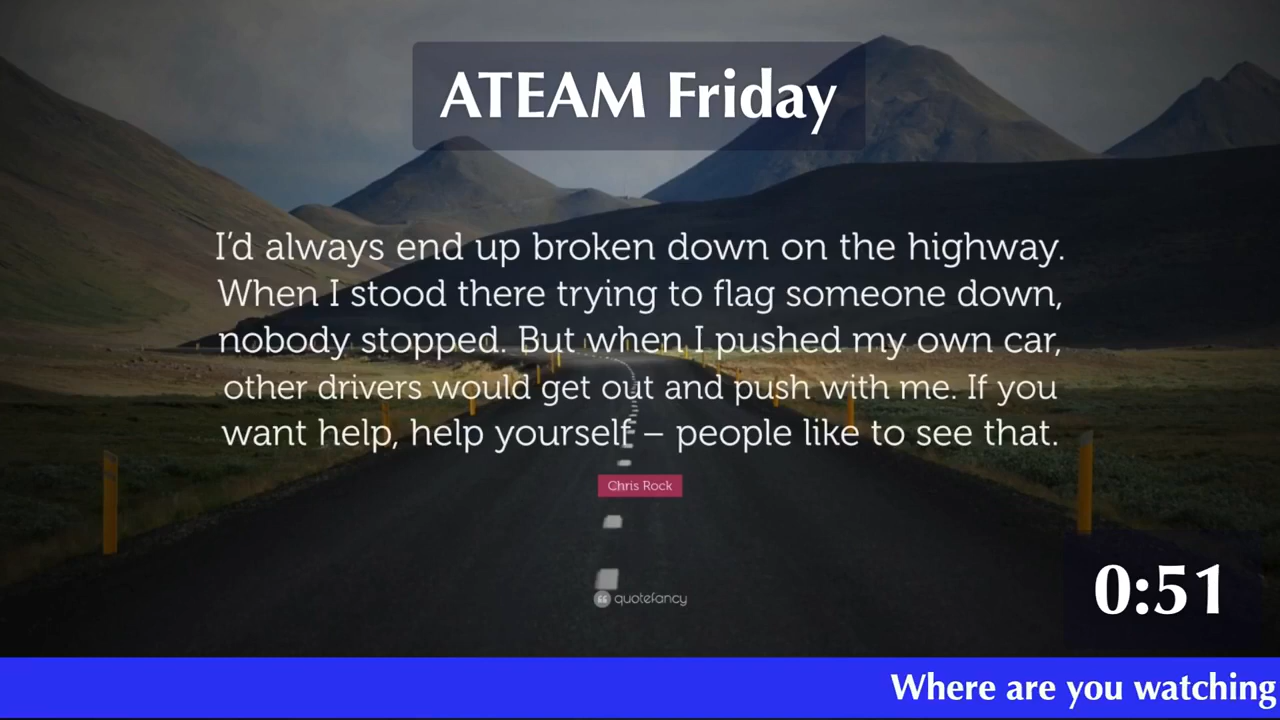 ATEAM Friday
I’d always end up broken down on the highway.
When I stood there trying to flag someone down,
nobody stopped. But when I pushed my own car,
other drivers would get out and push with me. If you
want help, help yourself – people like to see that.
Chris Rock
quotefancy
0:51
Where are you watching